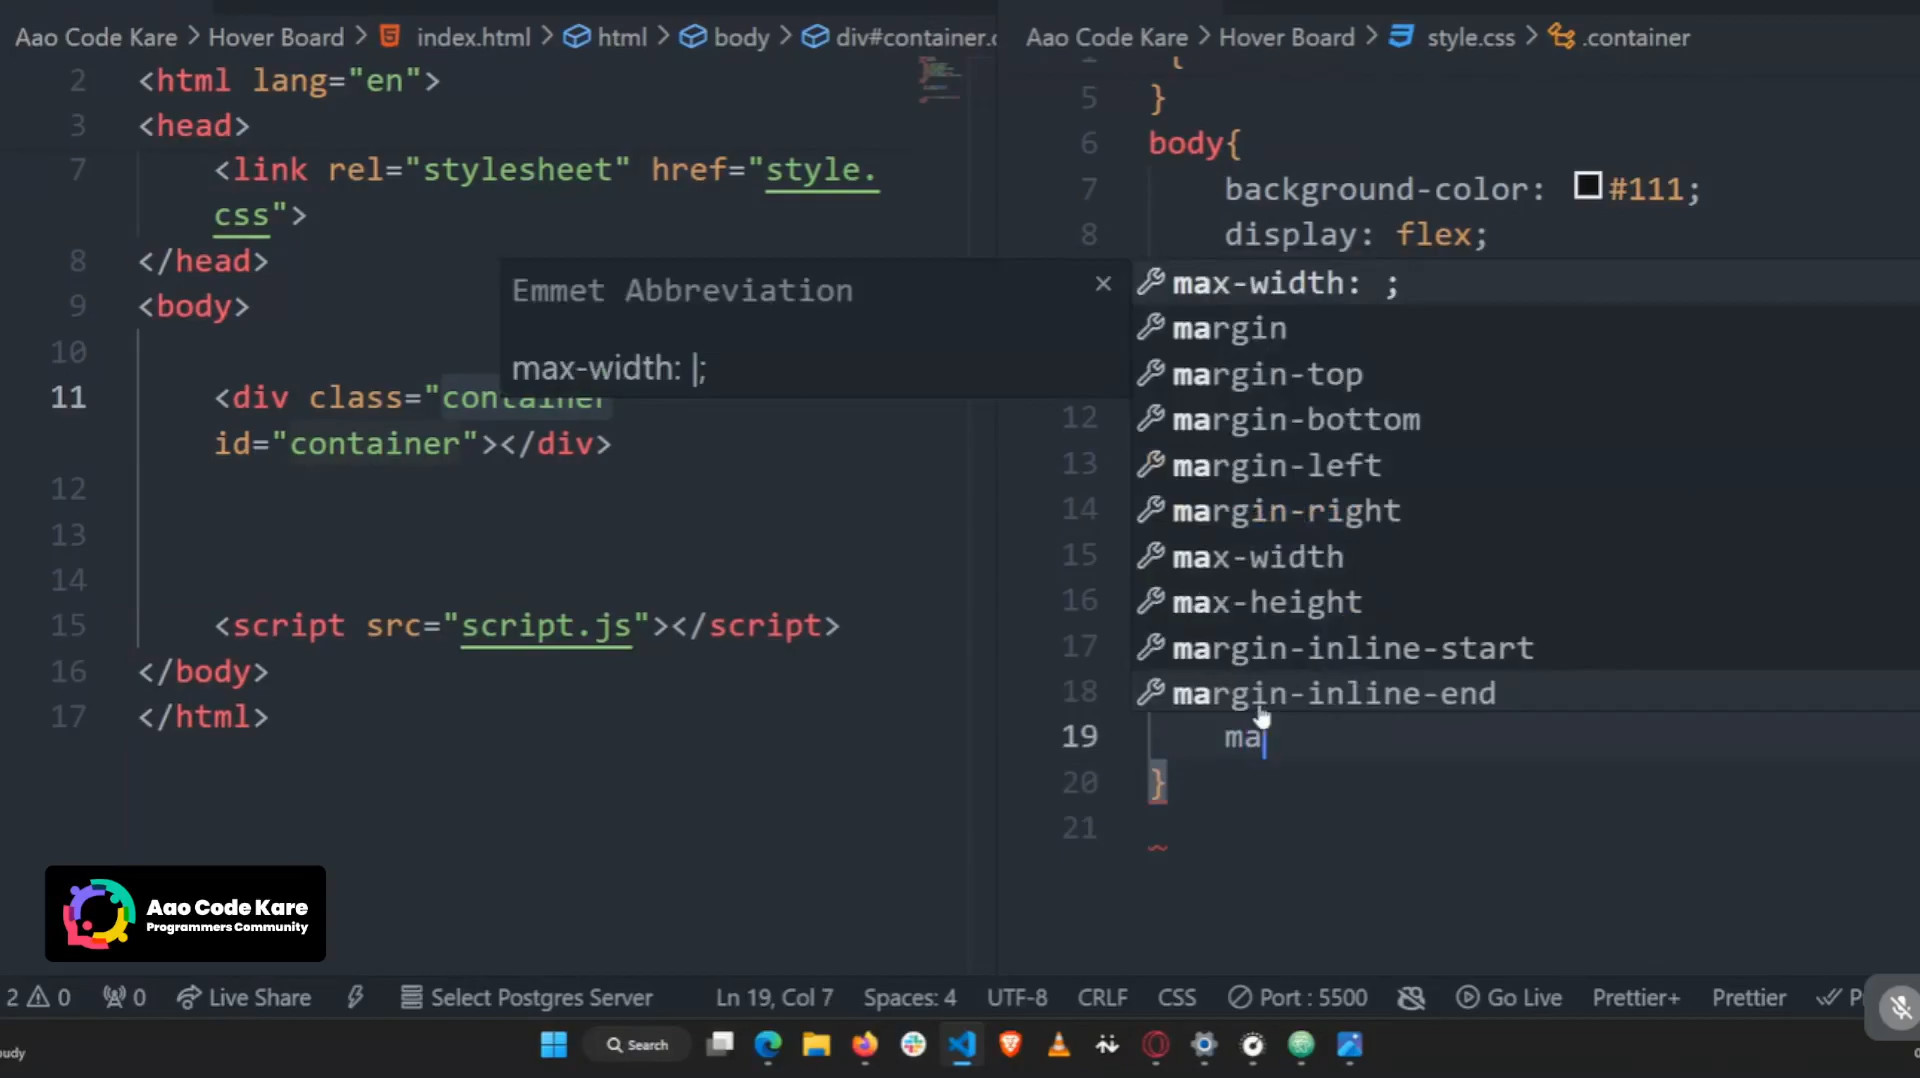 Aao Code Kare > Hover Board > index.html > html > body > div#container.c
2 <html lang="en">
3 <head>
7 <link rel="stylesheet" href="style.
css">
8 </head>
9 <body>
10
11 <div class="container
id="container"></div>
12
13
14
15 <script src="script.js"></script>
16 </body>
17 </html>
Emmet Abbreviation
max-width: |;
Aao Code Kare > Hover Board > style.css > .container
5 }
6 body{
7 background-color: #111;
8 display: flex;
max-width: ;
margin
margin-top
12 margin-bottom
13 margin-left
14 margin-right
15 max-width
16 max-height
17 margin-inline-start
18 margin-inline-end
19 ma
20 }
21
Aao Code Kare
Programmers Community
2 0 0 Live Share Select Postgres Server Ln 19, Col 7 Spaces: 4 UTF-8 CRLF CSS Port : 5500 Go Live Prettier+ Prettier
Search